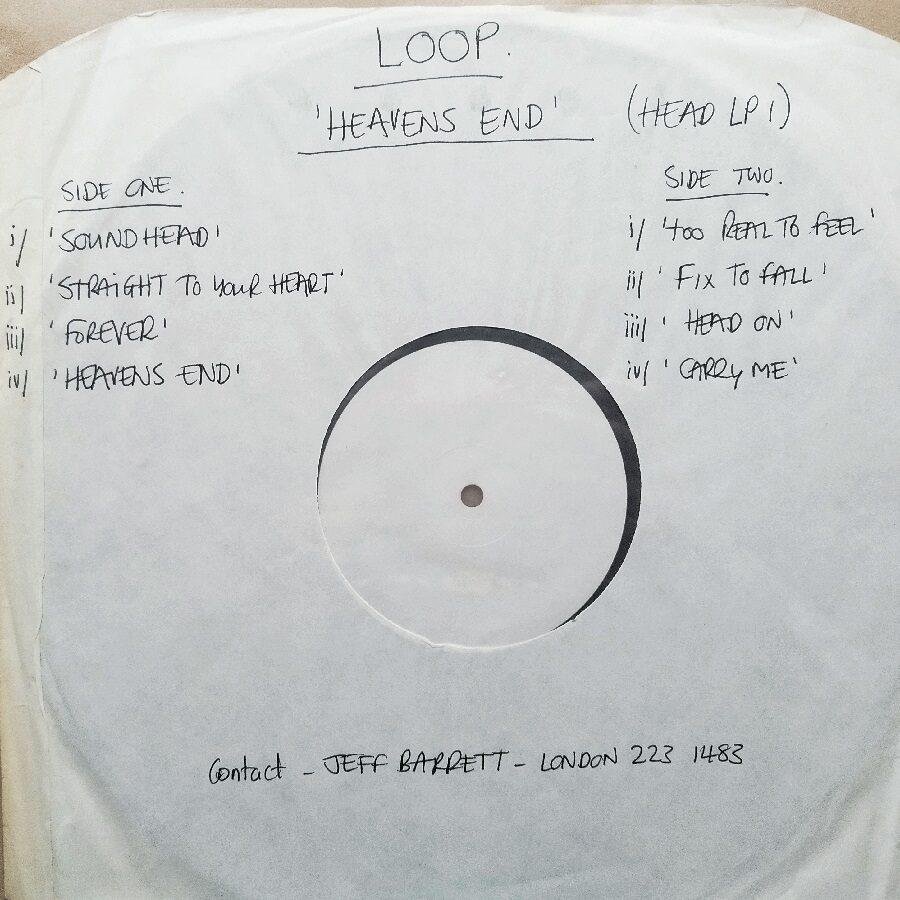 LOOP.
'HEAVENS END' (HEAD LP 1)
SIDE ONE.
i/ 'SOUNDHEAD'
ii/ 'STRAIGHT TO YOUR HEART'
iii/ 'FOREVER'
iv/ 'HEAVENS END'
SIDE TWO.
i/ 'TOO REAL TO FEEL'
ii/ 'FIX TO FALL'
iii/ 'HEAD ON'
iv/ 'CARRY ME'
Contact – JEFF BARRETT – LONDON 223 1483